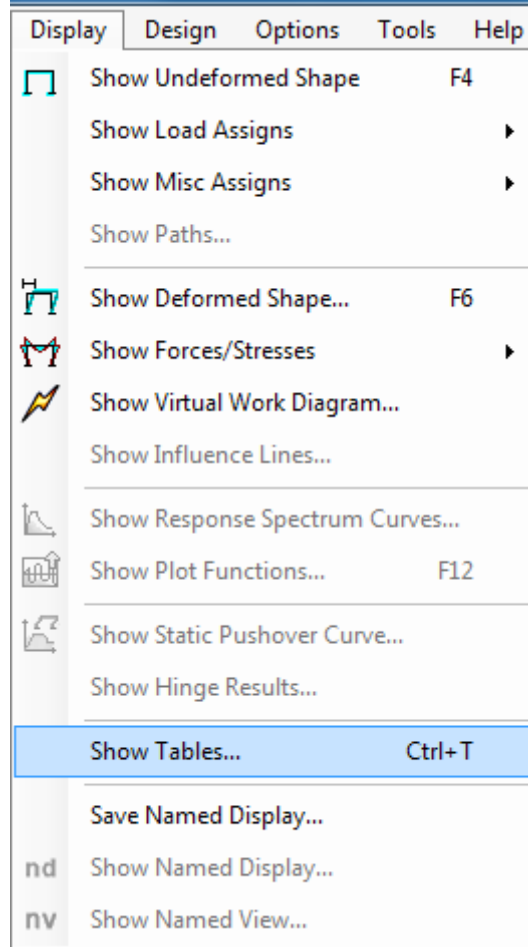 Display Design Options Tools Help
Show Undeformed Shape F4
Show Load Assigns
Show Misc Assigns
Show Paths...
Show Deformed Shape... F6
Show Forces/Stresses
Show Virtual Work Diagram...
Show Influence Lines...
Show Response Spectrum Curves...
Show Plot Functions... F12
Show Static Pushover Curve...
Show Hinge Results...
Show Tables... Ctrl+T
Save Named Display...
nd Show Named Display...
nv Show Named View...